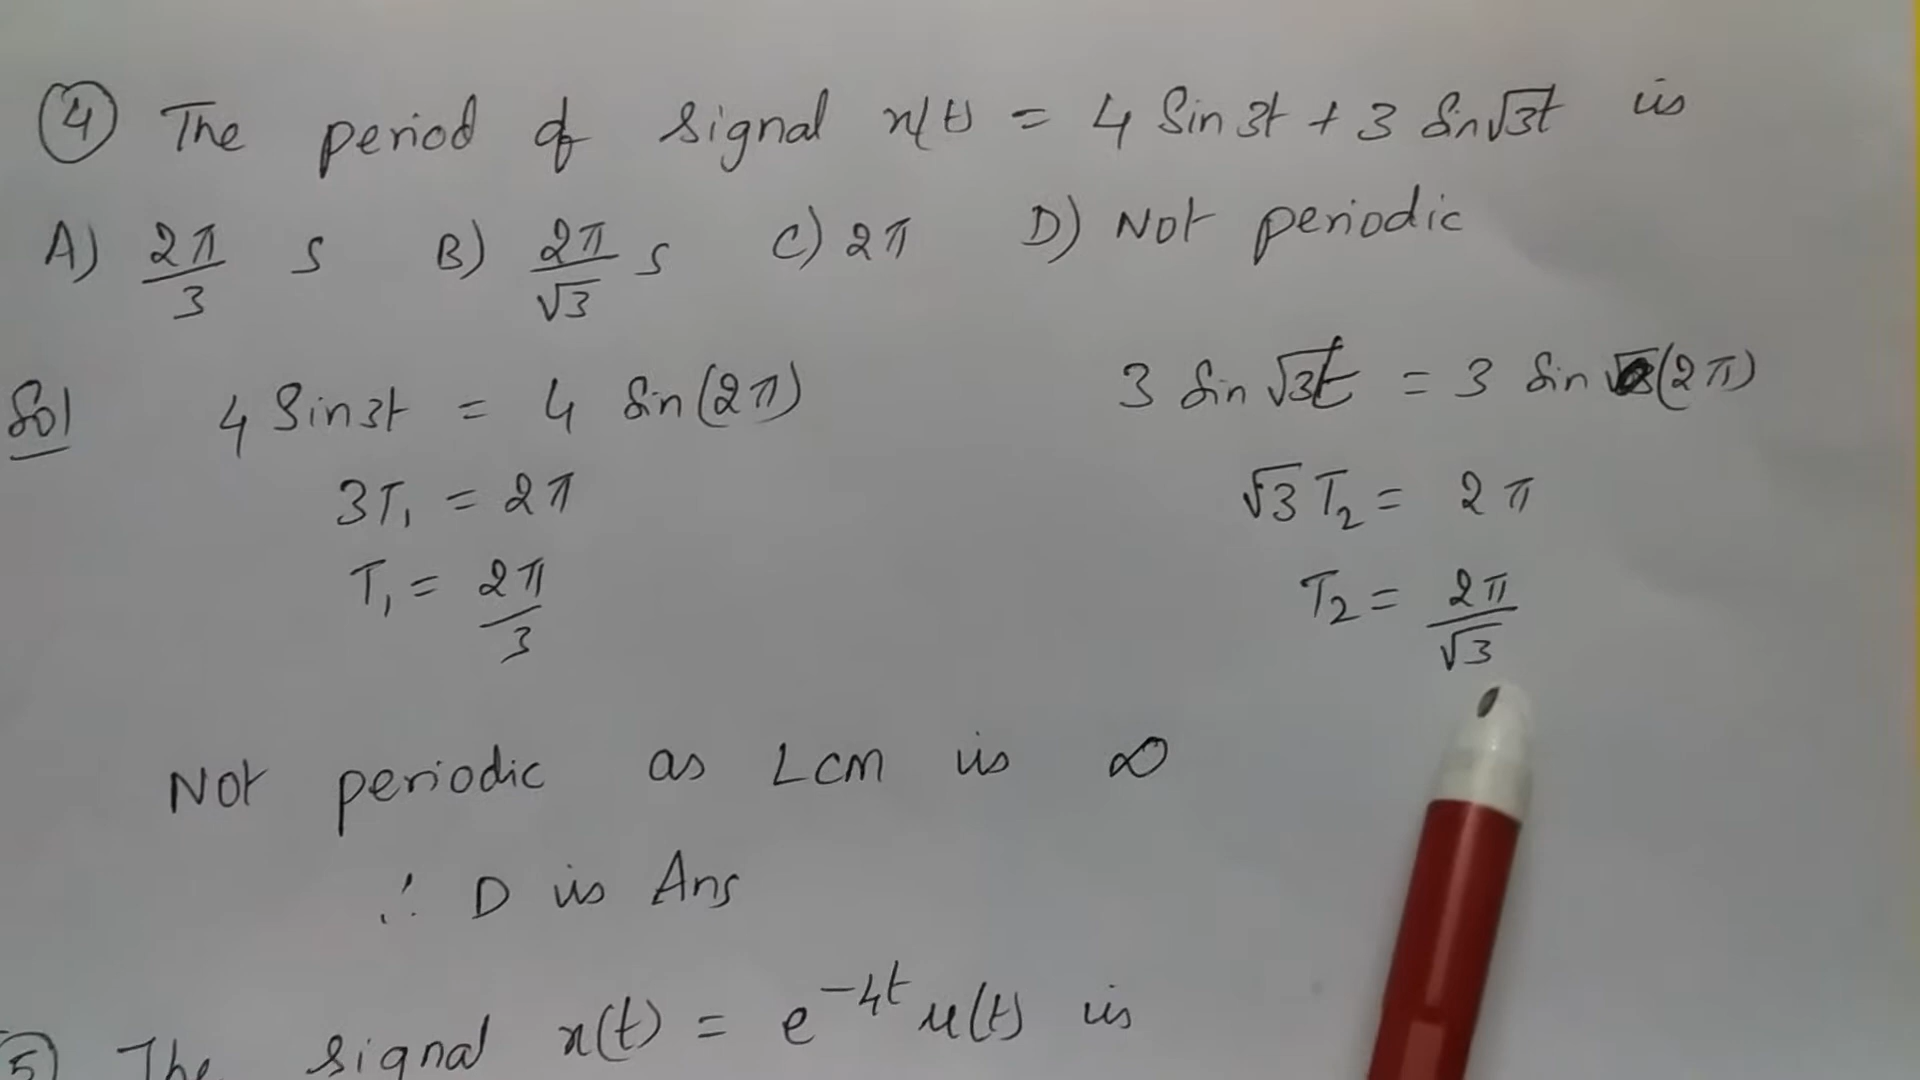 ④ The period of signal x(t) = 4 Sin 3t + 3 Sin √3t is
A) 2π/3 s B) 2π/√3 s C) 2π D) Not periodic
Sol 4 Sin3t = 4 Sin(2π) 3 Sin √3t = 3 Sin (2π)
3T₁ = 2π √3 T₂ = 2π
T₁ = 2π/3 T₂ = 2π/√3
Not periodic as LCM is ∞
∴ D is Ans
⑤ The signal x(t) = e^-4t u(t) is